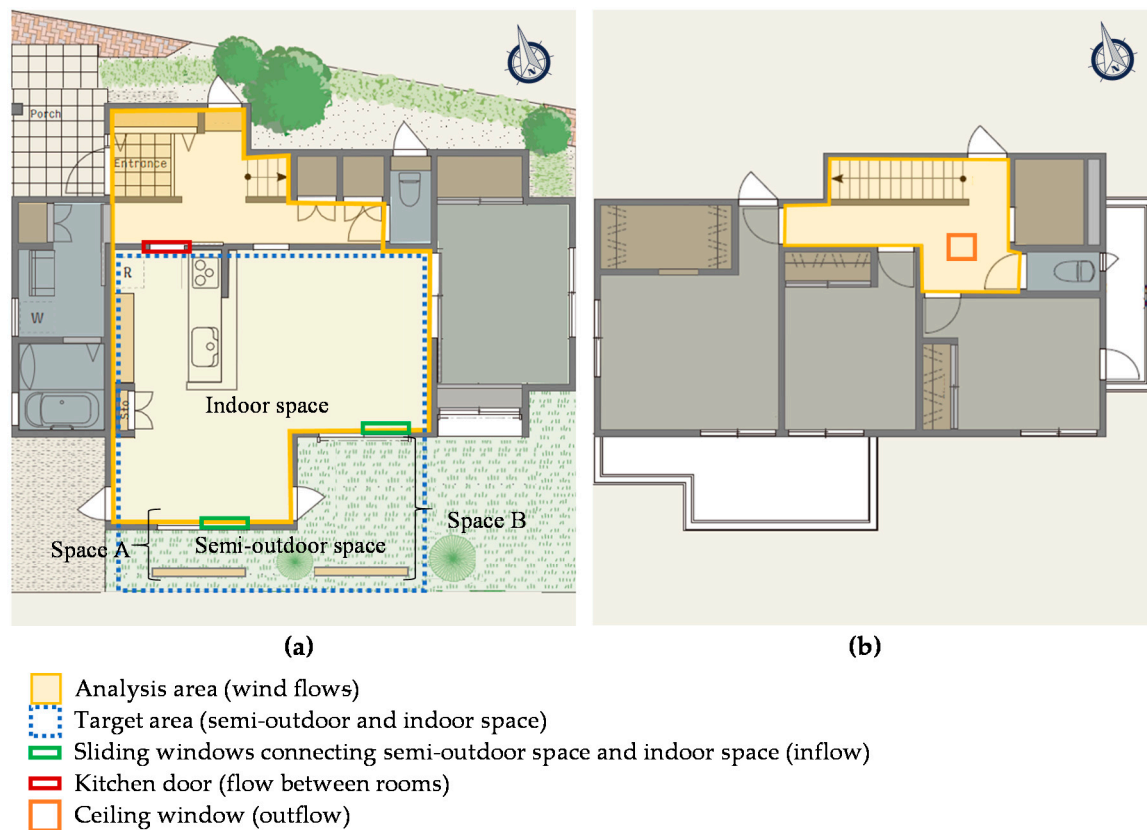 N
N
Porch
Entrance
R
W
Sto
Indoor space
Space B
Space A
Semi-outdoor space
(a)
(b)
Analysis area (wind flows)
Target area (semi-outdoor and indoor space)
Sliding windows connecting semi-outdoor space and indoor space (inflow)
Kitchen door (flow between rooms)
Ceiling window (outflow)